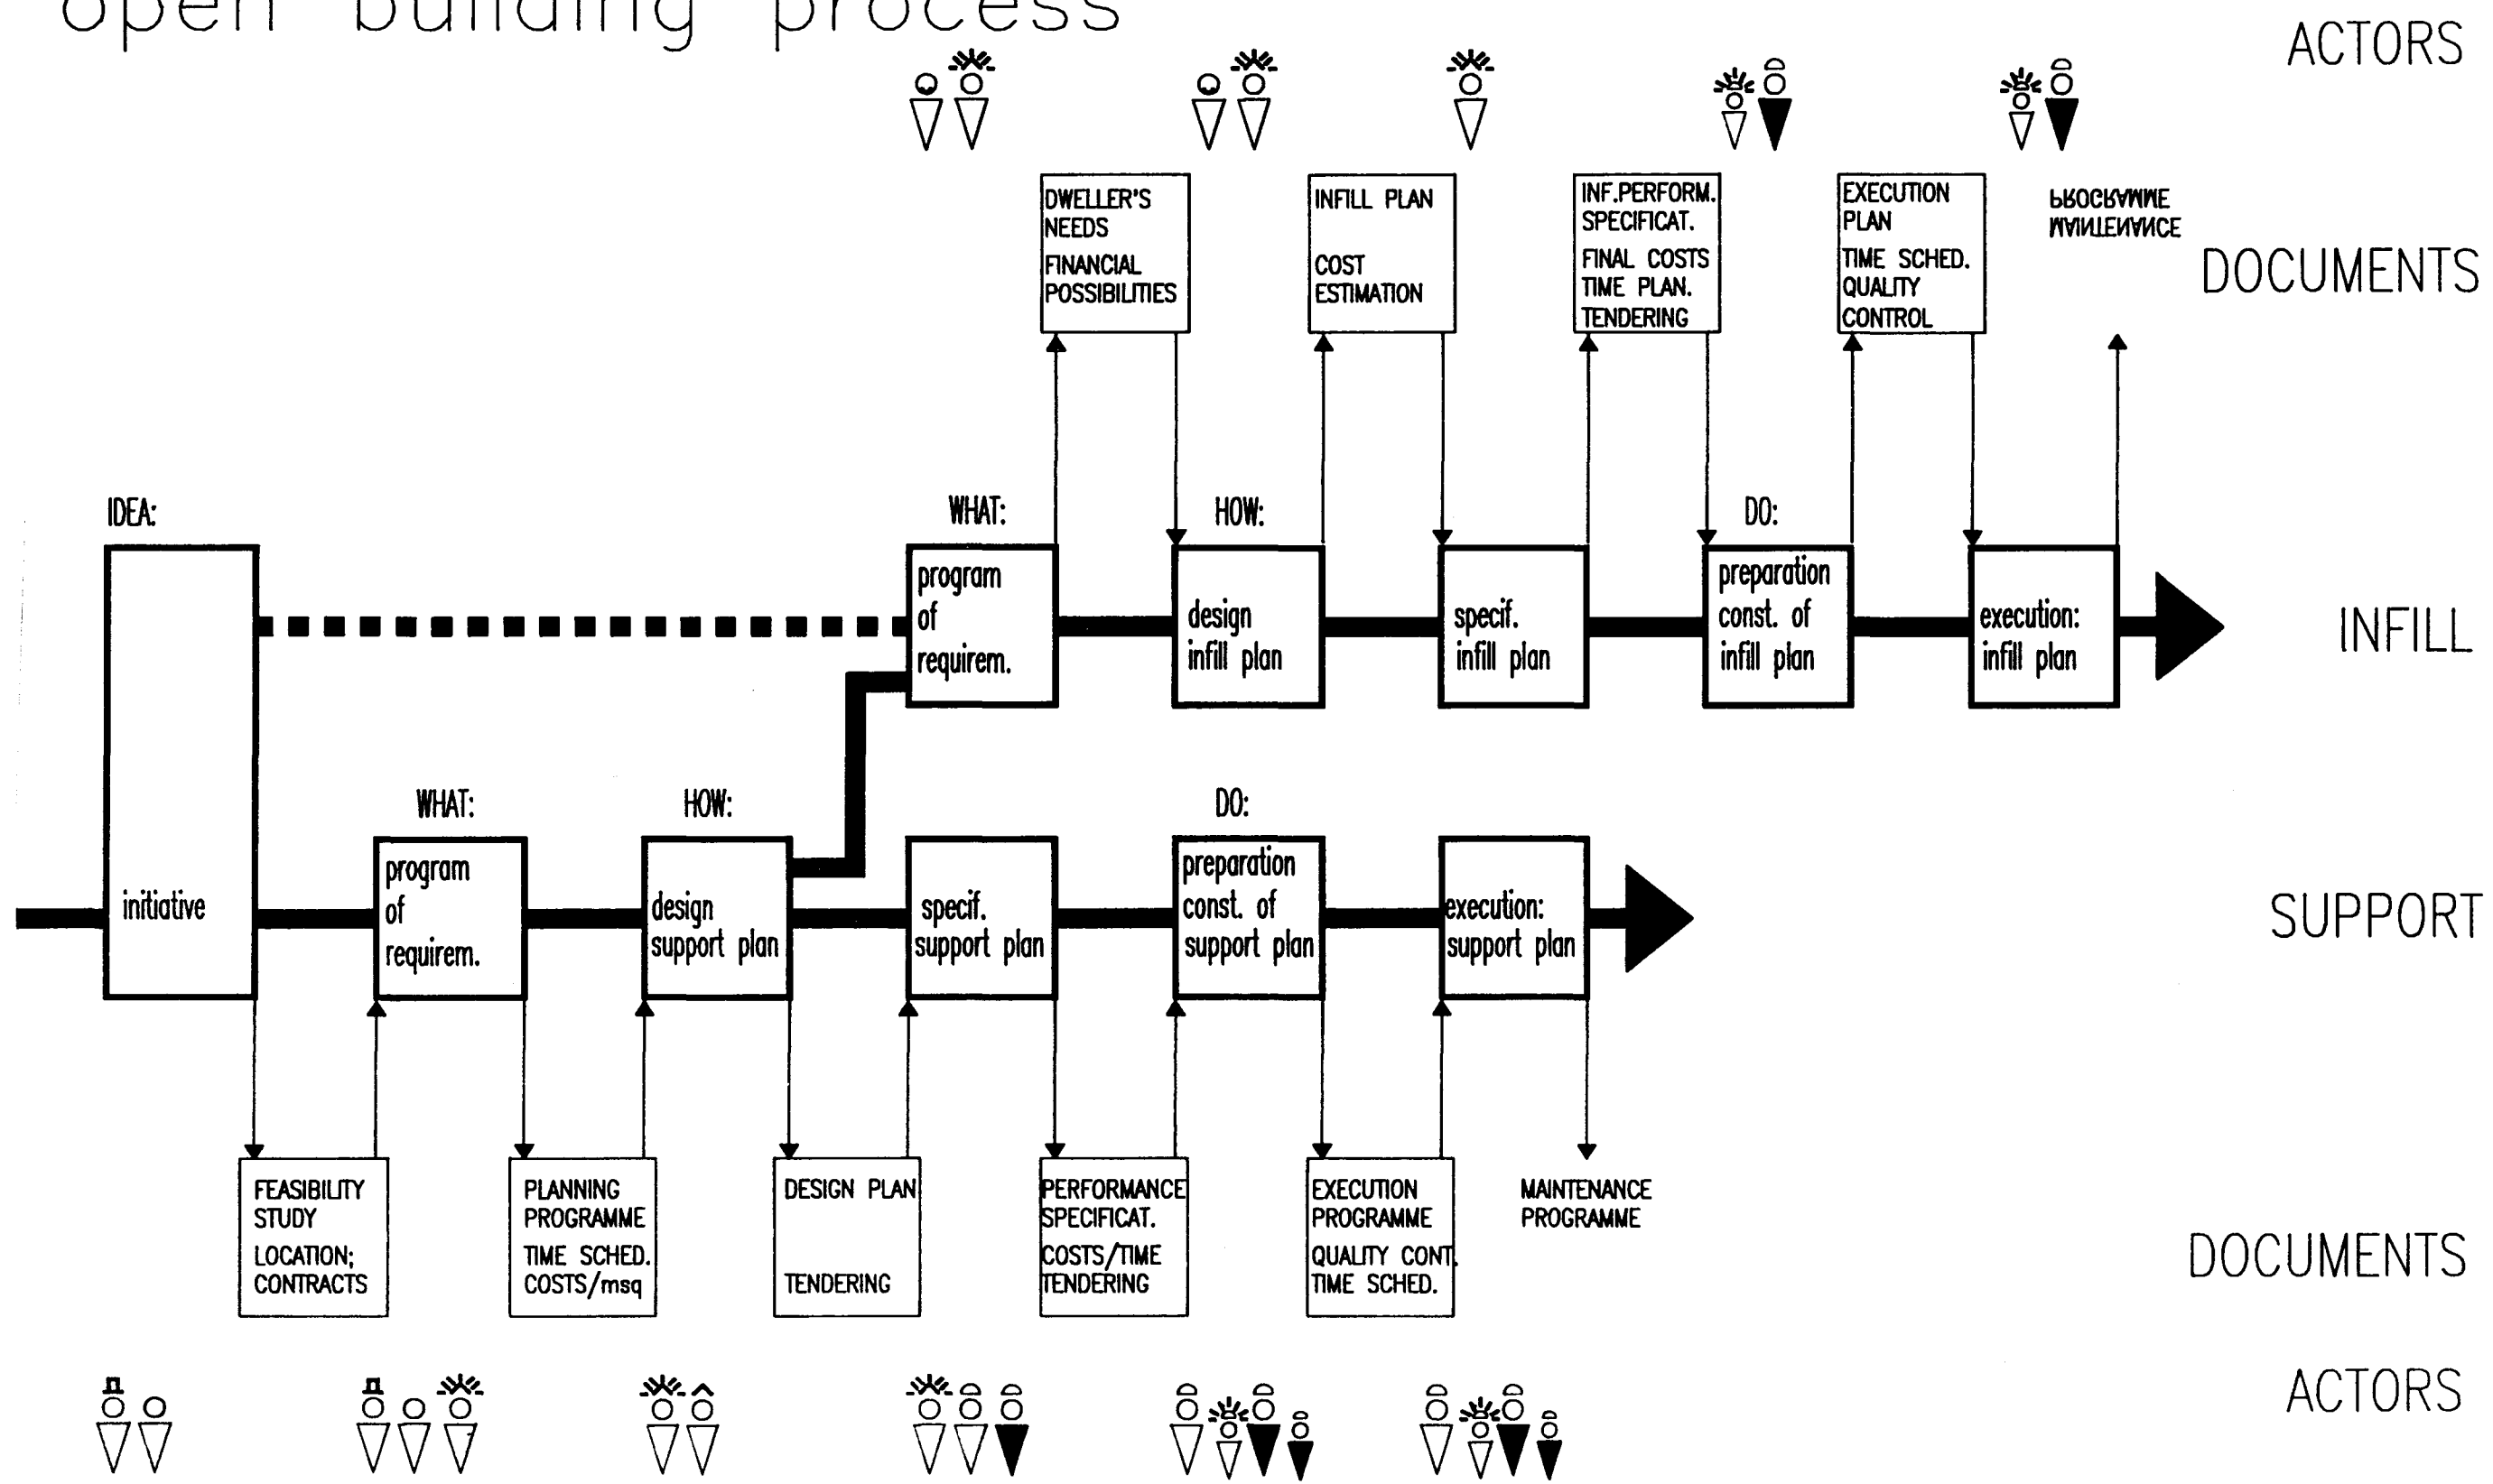 open building process
ACTORS
DWELLER'S
NEEDS
FINANCIAL
POSSIBILITIES
INFILL PLAN
COST
ESTIMATION
INF.PERFORM.
SPECIFICAT.
FINAL COSTS
TIME PLAN.
TENDERING
EXECUTION
PLAN
TIME SCHED.
QUALITY
CONTROL
MAINTENANCE
PROGRAMME
DOCUMENTS
IDEA:
WHAT:
HOW:
DO:
initiative
program
of
requirem.
design
infill plan
specif.
infill plan
preparation
const. of
infill plan
execution:
infill plan
INFILL
WHAT:
HOW:
DO:
program
of
requirem.
design
support plan
specif.
support plan
preparation
const. of
support plan
execution:
support plan
SUPPORT
FEASIBILITY
STUDY
LOCATION;
CONTRACTS
PLANNING
PROGRAMME
TIME SCHED.
COSTS/msq
DESIGN PLAN
TENDERING
PERFORMANCE
SPECIFICAT.
COSTS/TIME
TENDERING
EXECUTION
PROGRAMME
QUALITY CONT.
TIME SCHED.
MAINTENANCE
PROGRAMME
DOCUMENTS
ACTORS